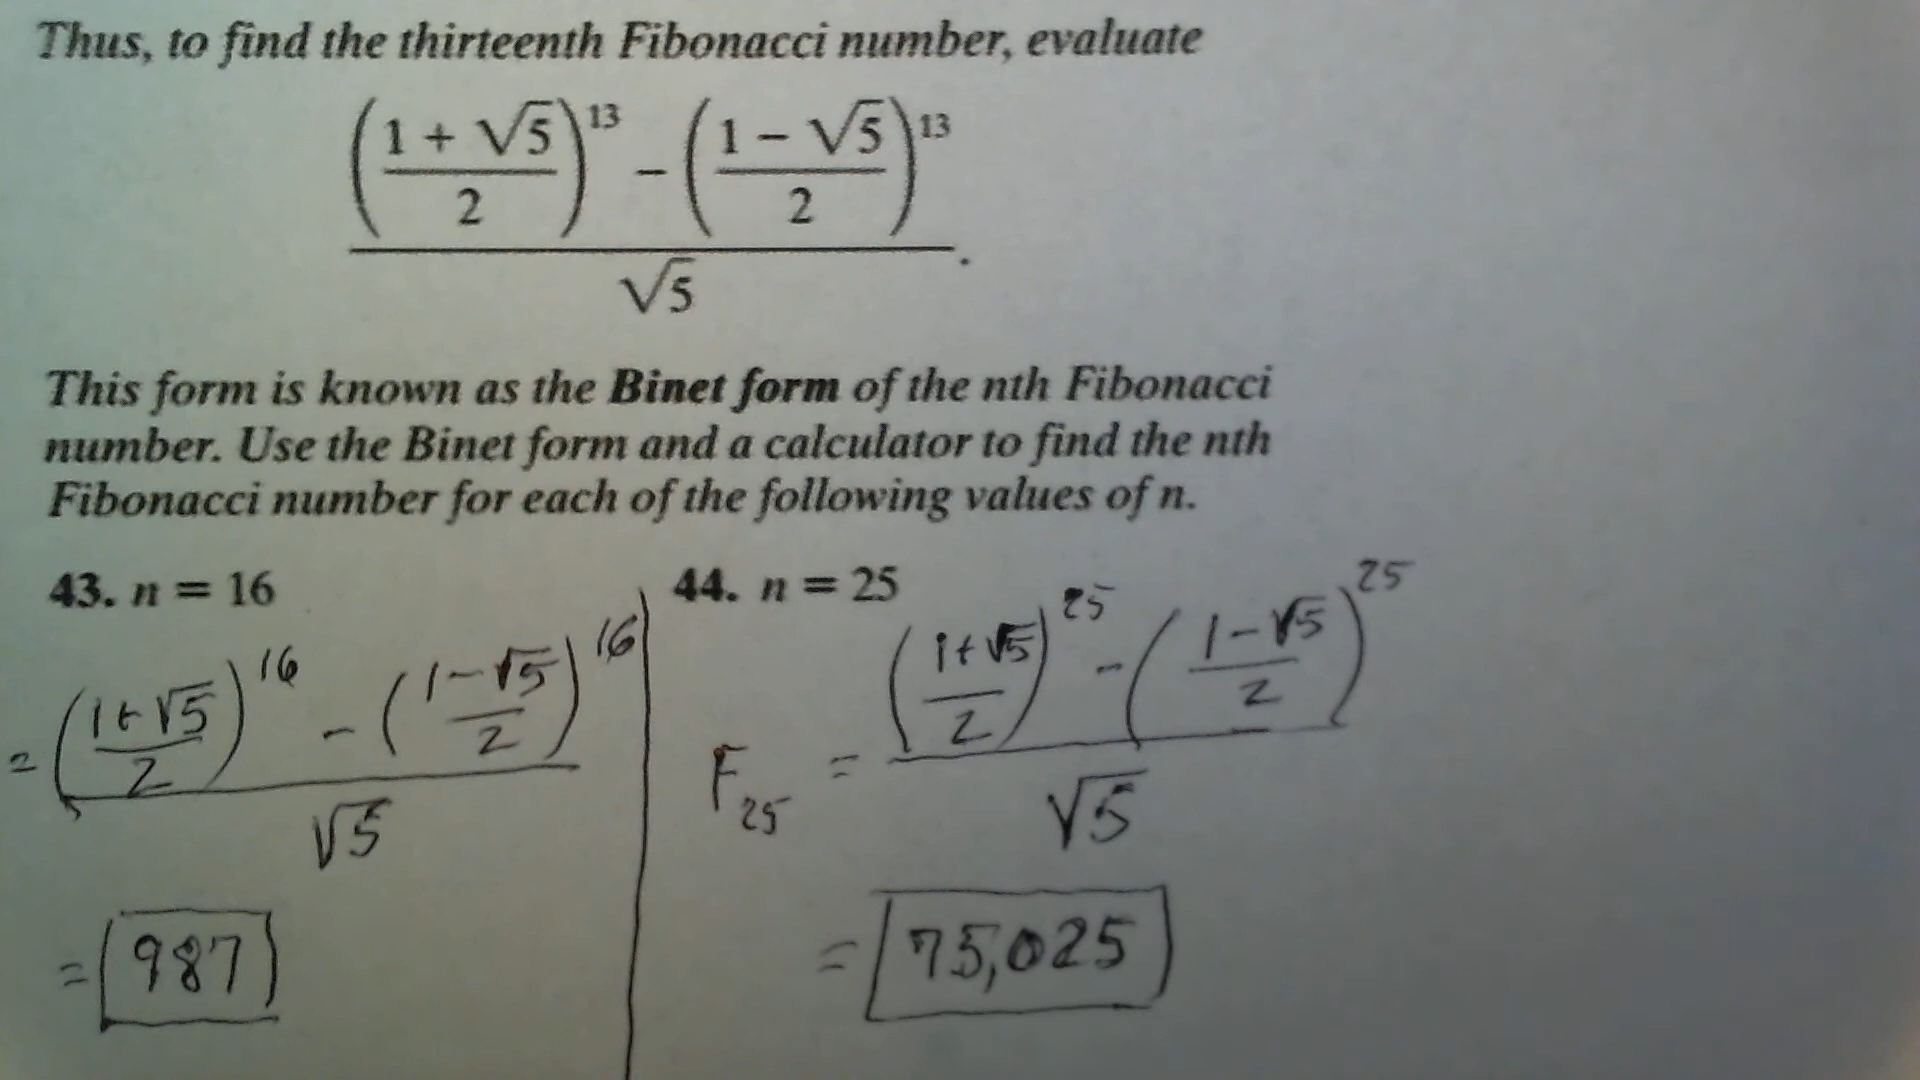 Thus, to find the thirteenth Fibonacci number, evaluate
(1 + √5 / 2)^13 − (1 − √5 / 2)^13
√5 .
This form is known as the Binet form of the nth Fibonacci
number. Use the Binet form and a calculator to find the nth
Fibonacci number for each of the following values of n.
43. n = 16
= (1 + √5 / 2)^16 − (1 − √5 / 2)^16
√5
= 987
44. n = 25
F25 = (1 + √5 / 2)^25 − (1 − √5 / 2)^25
√5
= 75,025